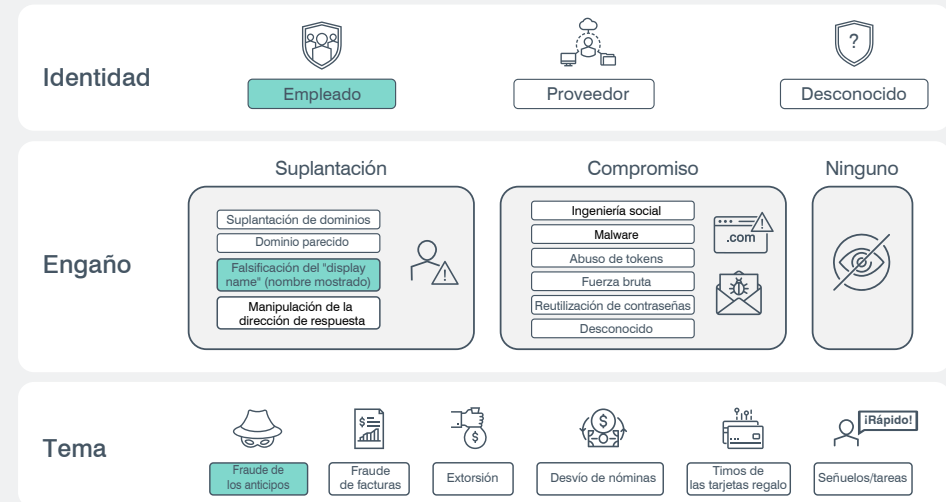 Identidad
Empleado
Proveedor
?
Desconocido
Engaño
Suplantación
Suplantación de dominios
Dominio parecido
Falsificación del "display
name" (nombre mostrado)
Manipulación de la
dirección de respuesta
!
Compromiso
Ingeniería social
Malware
Abuso de tokens
Fuerza bruta
Reutilización de contraseñas
Desconocido
!
.com
Ninguno
Tema
Fraude de
los anticipos
$
Fraude
de facturas
$
Extorsión
$
Desvío de nóminas
Timos de
las tarjetas regalo
¡Rápido!
Señuelos/tareas